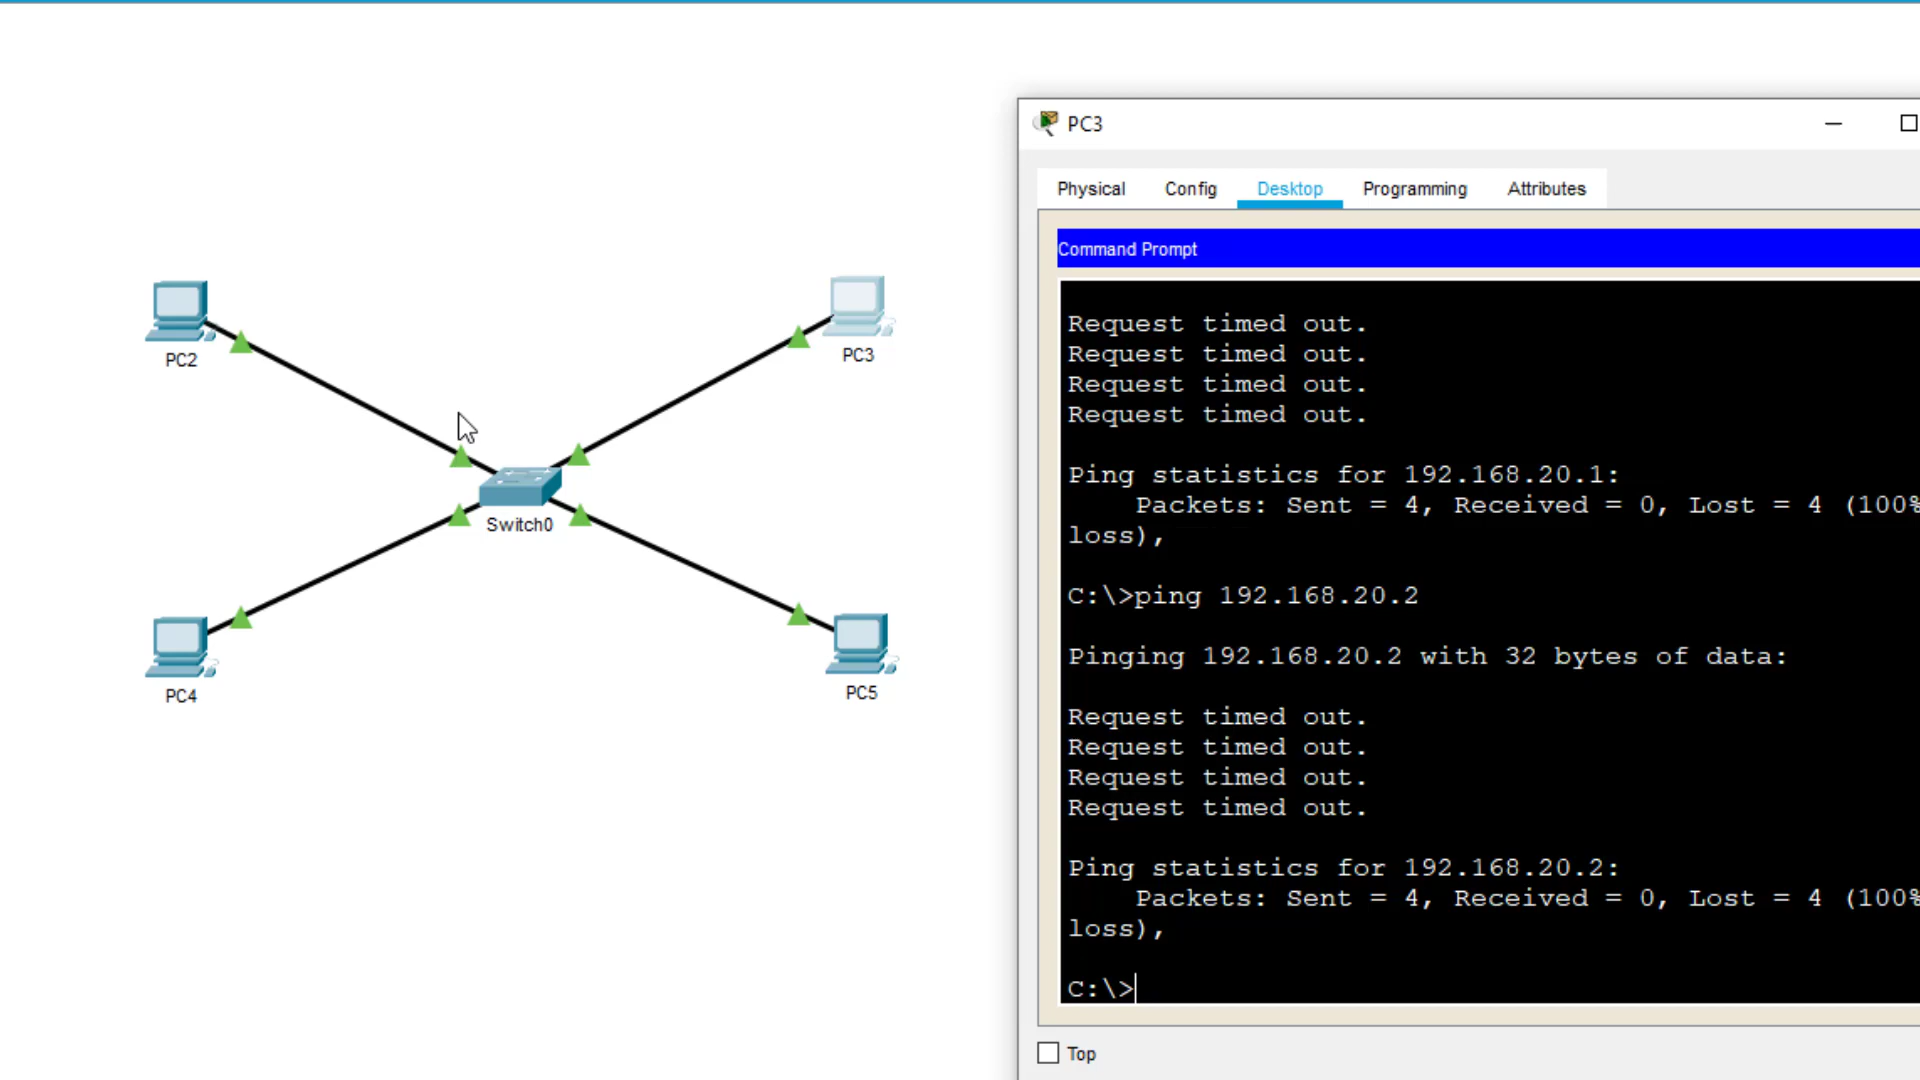 PC2
PC3
Switch0
PC4
PC5
PC3
Physical Config Desktop Programming Attributes
Command Prompt
Request timed out.
Request timed out.
Request timed out.
Request timed out.
Ping statistics for 192.168.20.1:
Packets: Sent = 4, Received = 0, Lost = 4 (100%
loss),
C:\>ping 192.168.20.2
Pinging 192.168.20.2 with 32 bytes of data:
Request timed out.
Request timed out.
Request timed out.
Request timed out.
Ping statistics for 192.168.20.2:
Packets: Sent = 4, Received = 0, Lost = 4 (100%
loss),
C:\>
Top